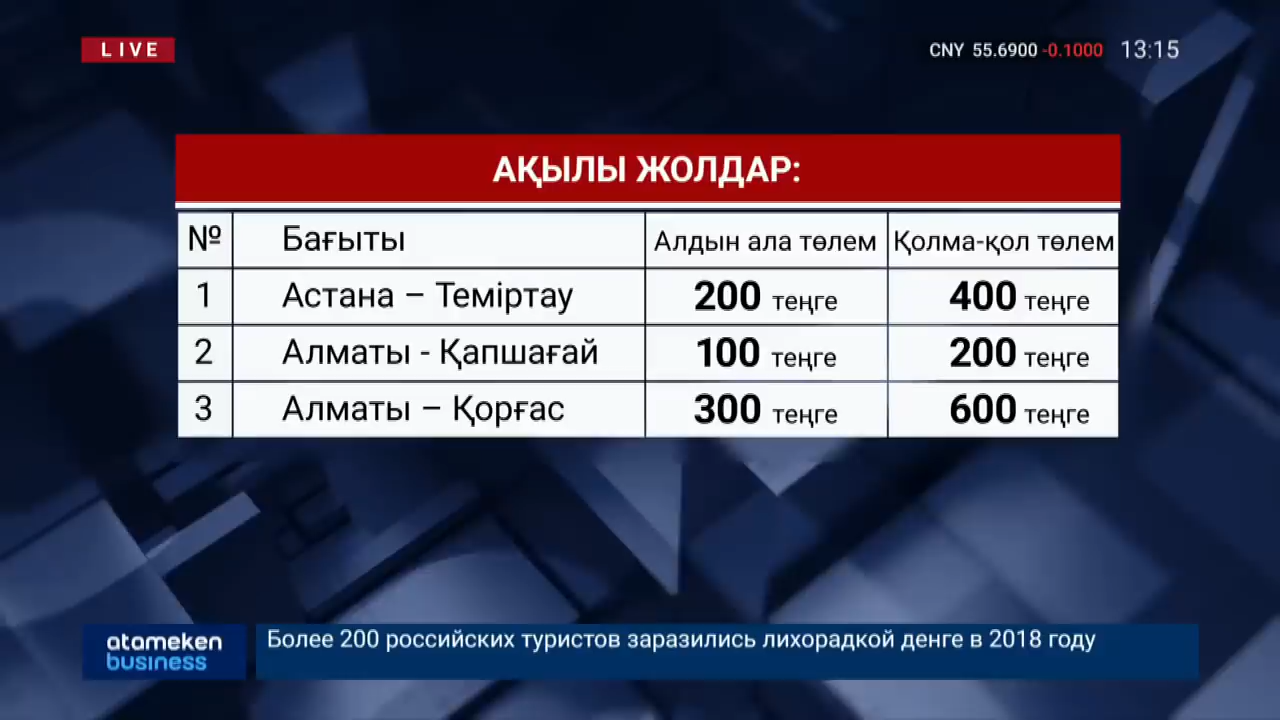 LIVE
CNY 55.6900 -0.1000 13:15
АҚЫЛЫ ЖОЛДАР:
№ Бағыты Алдын ала төлем Қолма-қол төлем
1 Астана – Теміртау 200 теңге 400 теңге
2 Алматы - Қапшағай 100 теңге 200 теңге
3 Алматы – Қорғас 300 теңге 600 теңге
atameken
business
Более 200 российских туристов заразились лихорадкой денге в 2018 году